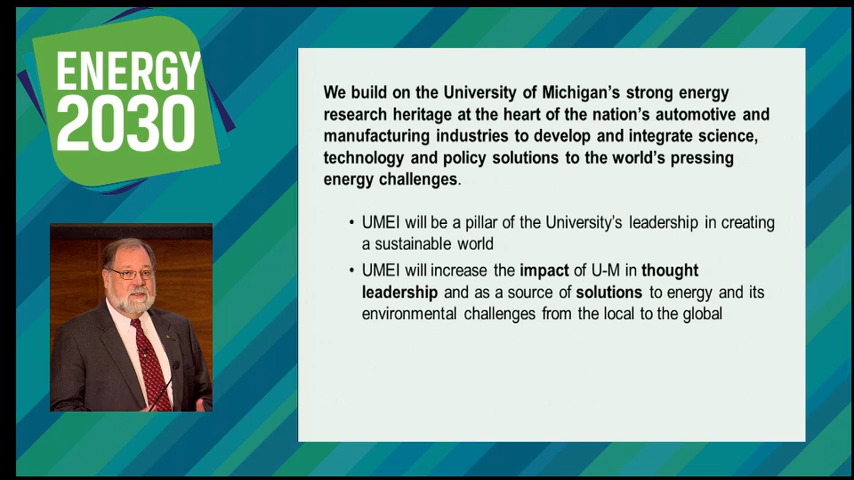 ENERGY
2030
We build on the University of Michigan's strong energy
research heritage at the heart of the nation's automotive and
manufacturing industries to develop and integrate science,
technology and policy solutions to the world's pressing
energy challenges.
• UMEI will be a pillar of the University's leadership in creating
a sustainable world
• UMEI will increase the impact of U-M in thought
leadership and as a source of solutions to energy and its
environmental challenges from the local to the global